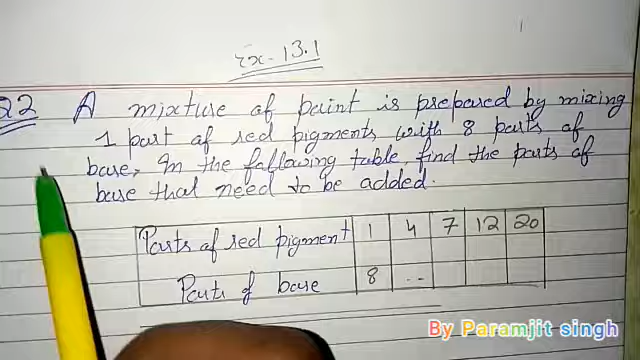 Ex-13.1
Q2 A mixture of paint is prepared by mixing
1 part of red pigments with 8 parts of
base, In the following table, find the parts of
base that need to be added.
Parts of red pigment 1 4 7 12 20
Parts of base 8 ..
By Paramjit singh